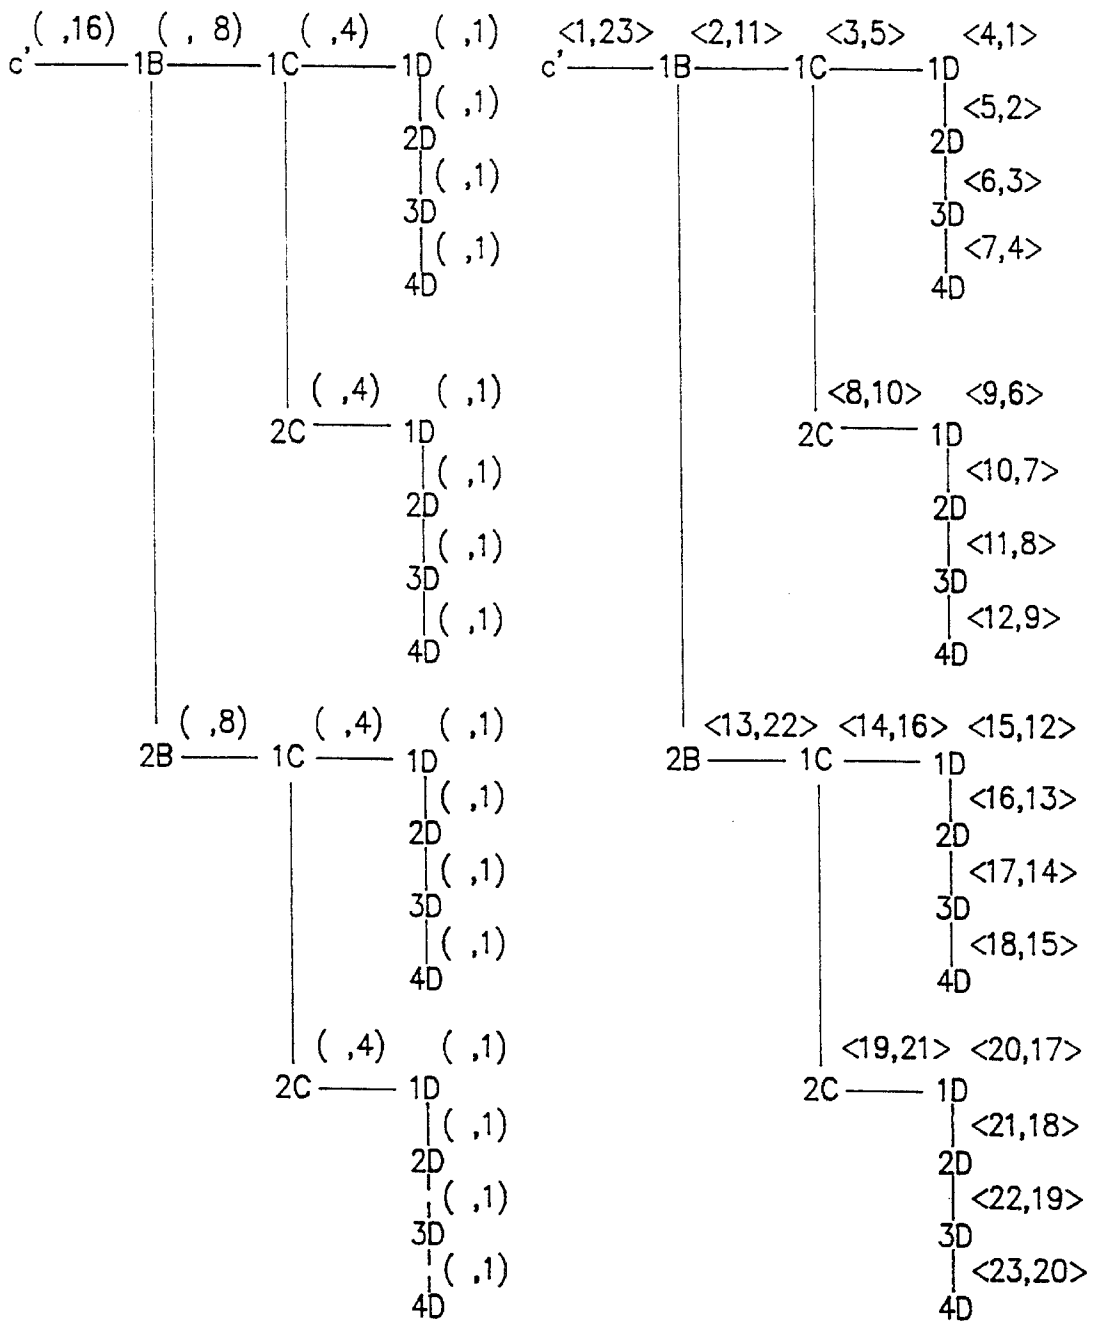 ( ,16) ( , 8) ( ,4) ( ,1) <1,23> <2,11> <3,5> <4,1>
c' 1B 1C 1D c' 1B 1C 1D
( ,1) <5,2>
2D 2D
( ,1) <6,3>
3D 3D
( ,1) <7,4>
4D 4D
( ,4) ( ,1) <8,10> <9,6>
2C 1D 2C 1D
( ,1) <10,7>
2D 2D
( ,1) <11,8>
3D 3D
( ,1) <12,9>
4D 4D
( ,8) ( ,4) ( ,1) <13,22> <14,16> <15,12>
2B 1C 1D 2B 1C 1D
( ,1) <16,13>
2D 2D
( ,1) <17,14>
3D 3D
( ,1) <18,15>
4D 4D
( ,4) ( ,1) <19,21> <20,17>
2C 1D 2C 1D
( ,1) <21,18>
2D 2D
( ,1) <22,19>
3D 3D
( ,1) <23,20>
4D 4D